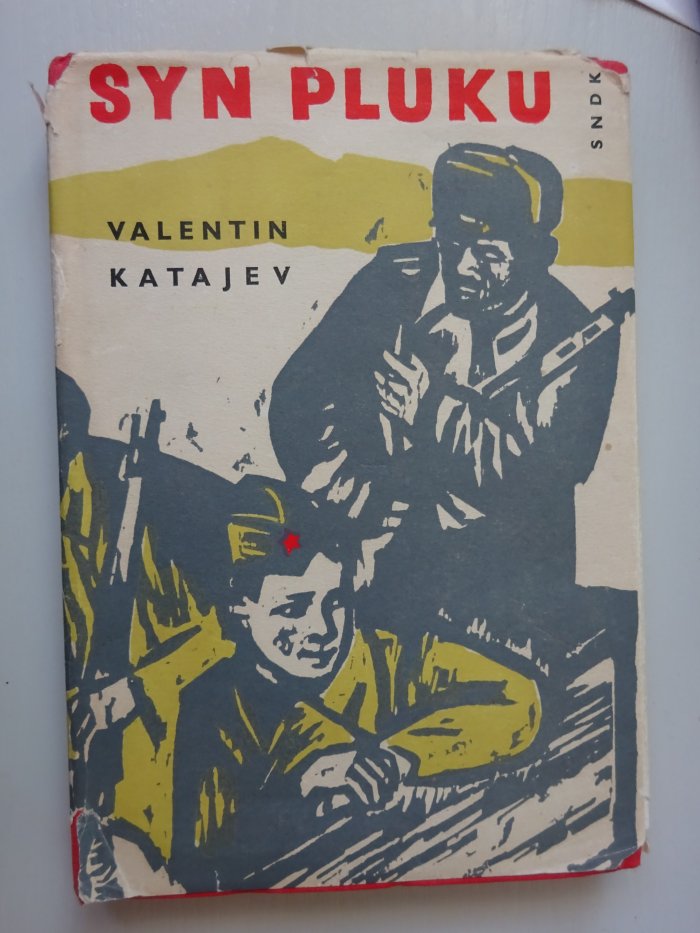 SYN PLUKU
SNDK
VALENTIN
KATAJEV